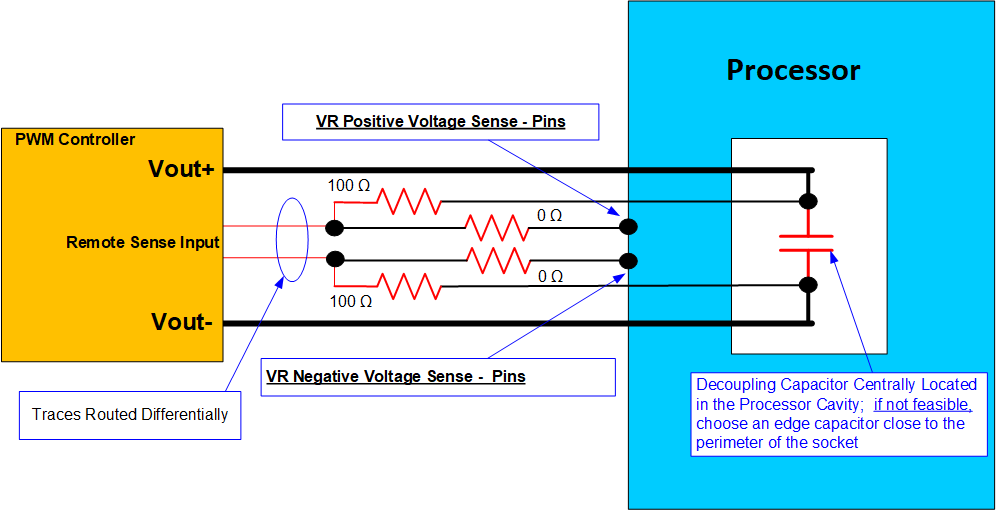 Processor
VR Positive Voltage Sense - Pins
PWM Controller
Vout+
100 Ω
0 Ω
Remote Sense Input
0 Ω
100 Ω
Vout-
VR Negative Voltage Sense - Pins
Decoupling Capacitor Centrally Located
in the Processor Cavity; if not feasible,
choose an edge capacitor close to the
perimeter of the socket
Traces Routed Differentially